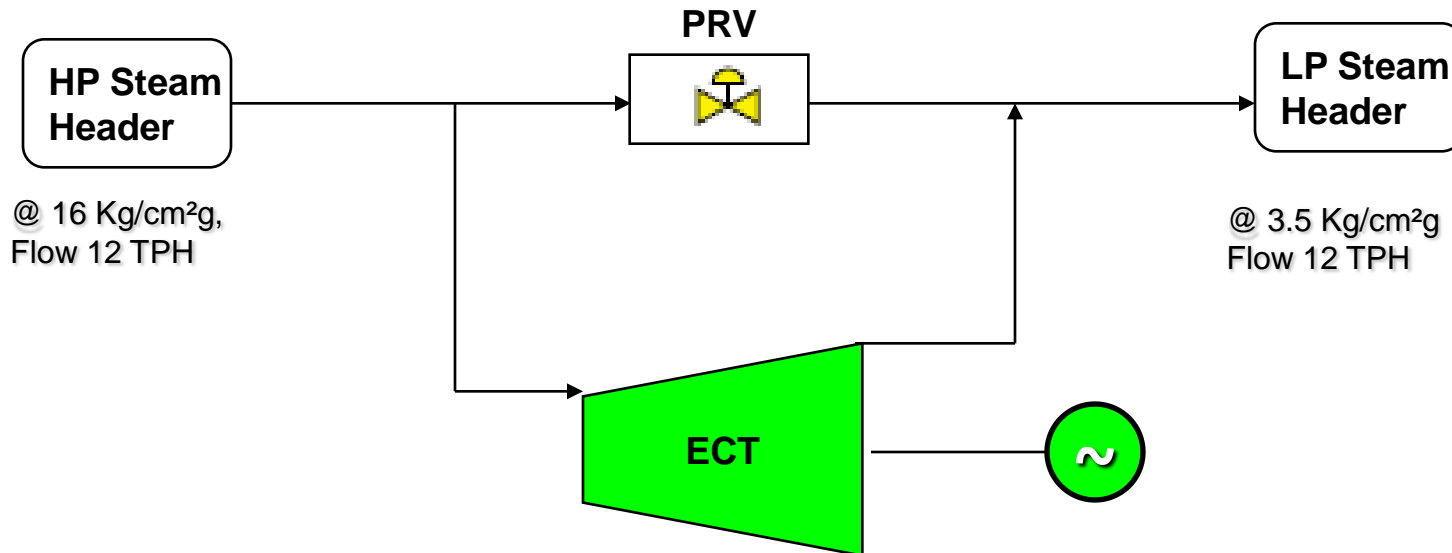 PRV
HP Steam
Header
LP Steam
Header
@ 16 Kg/cm²g,
Flow 12 TPH
@ 3.5 Kg/cm²g
Flow 12 TPH
ECT
~